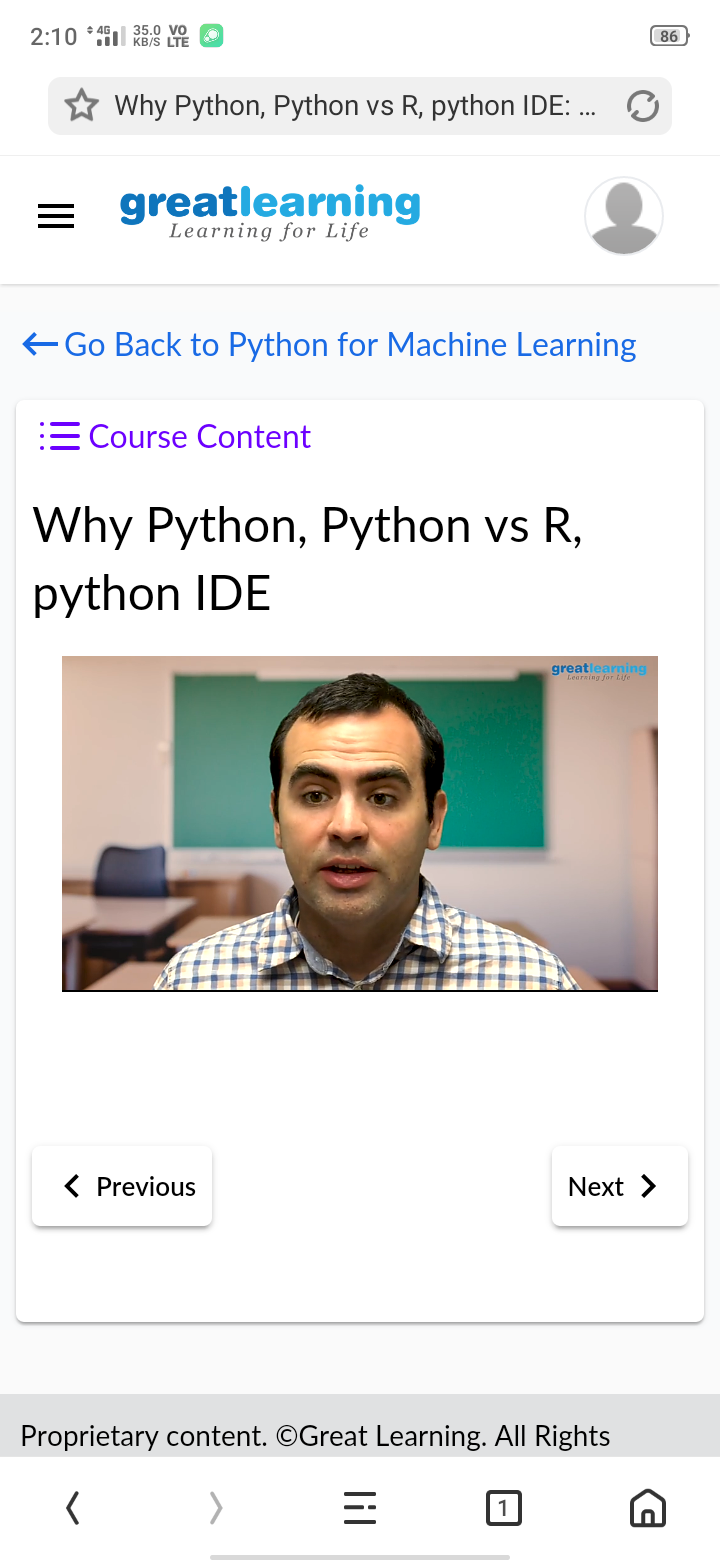 2:10 4G 35.0 KB/S VO LTE 86
Why Python, Python vs R, python IDE: ...
greatlearning
Learning for Life
Go Back to Python for Machine Learning
Course Content
Why Python, Python vs R,
python IDE
greatlearning
Learning for Life
Previous
Next
Proprietary content. ©Great Learning. All Rights
1